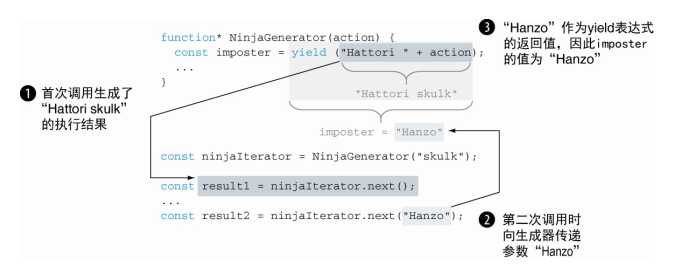 function* NinjaGenerator(action) {
  const imposter = yield ("Hattori " + action);
  ...
}
"Hattori skulk"
imposter = "Hanzo"
const ninjaIterator = NinjaGenerator("skulk");
const result1 = ninjaIterator.next();
...
const result2 = ninjaIterator.next("Hanzo");
1 首次调用生成了
“Hattori skulk”
的执行结果
2 第二次调用时
向生成器传递
参数“Hanzo”
3 “Hanzo”作为yield表达式
的返回值，因此imposter
的值为“Hanzo”